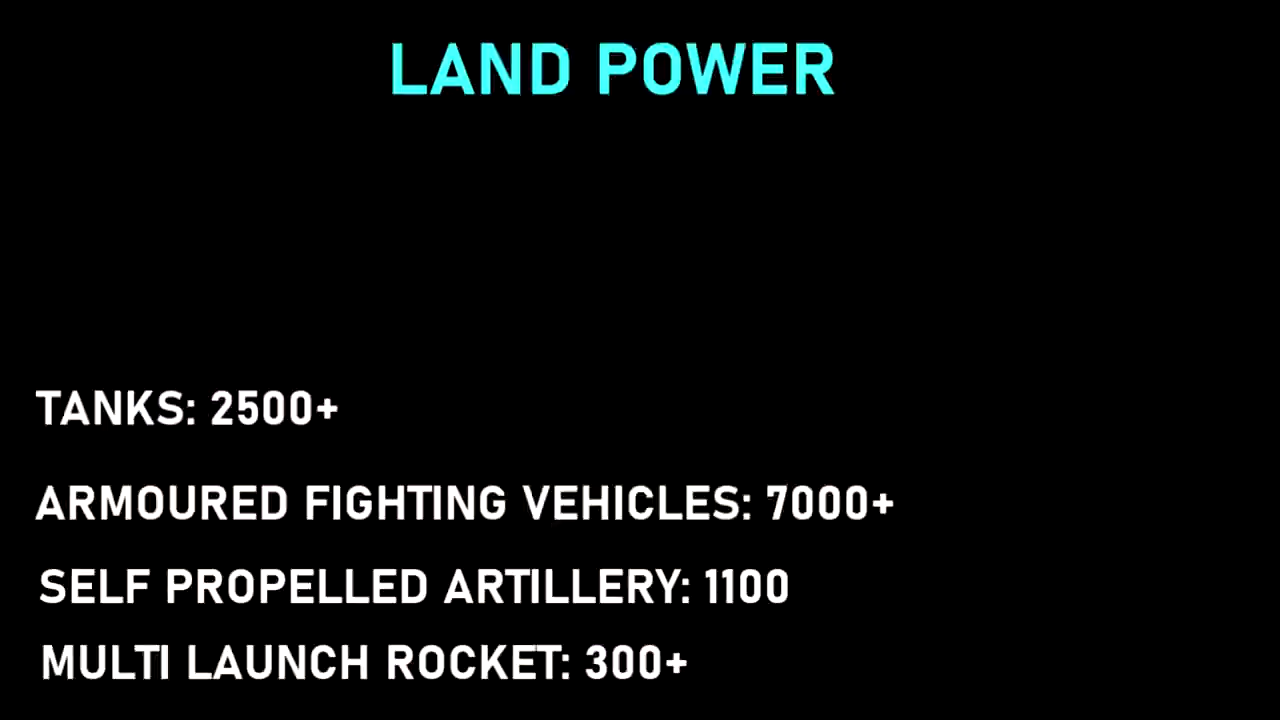 LAND POWER
TANKS: 2500+
ARMOURED FIGHTING VEHICLES: 7000+
SELF PROPELLED ARTILLERY: 1100
MULTI LAUNCH ROCKET: 300+